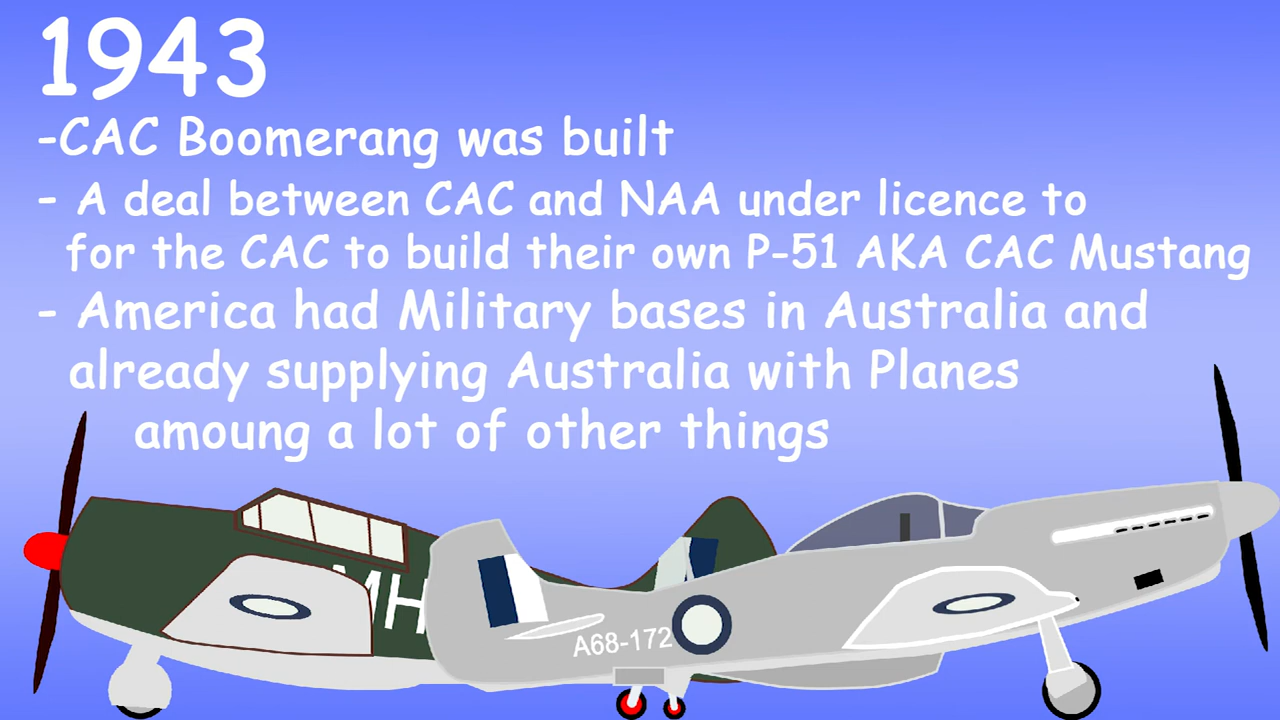 1943
-CAC Boomerang was built
- A deal between CAC and NAA under licence to
for the CAC to build their own P-51 AKA CAC Mustang
- America had Military bases in Australia and
already supplying Australia with Planes
amoung a lot of other things
MH
A68-172